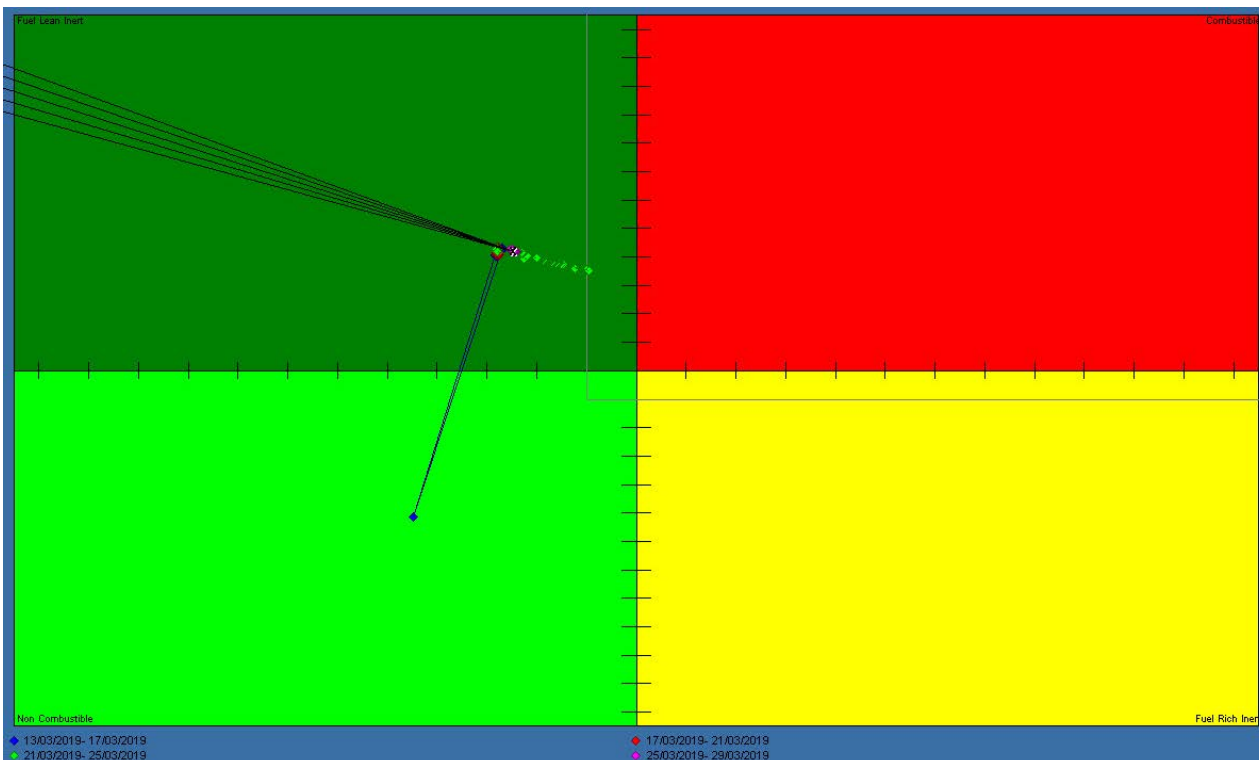 Fuel Lean Inert
Combustible
Non Combustible
Fuel Rich Iner
13/03/2019- 17/03/2019
17/03/2019- 21/03/2019
21/03/2019- 25/03/2019
25/03/2019- 29/03/2019